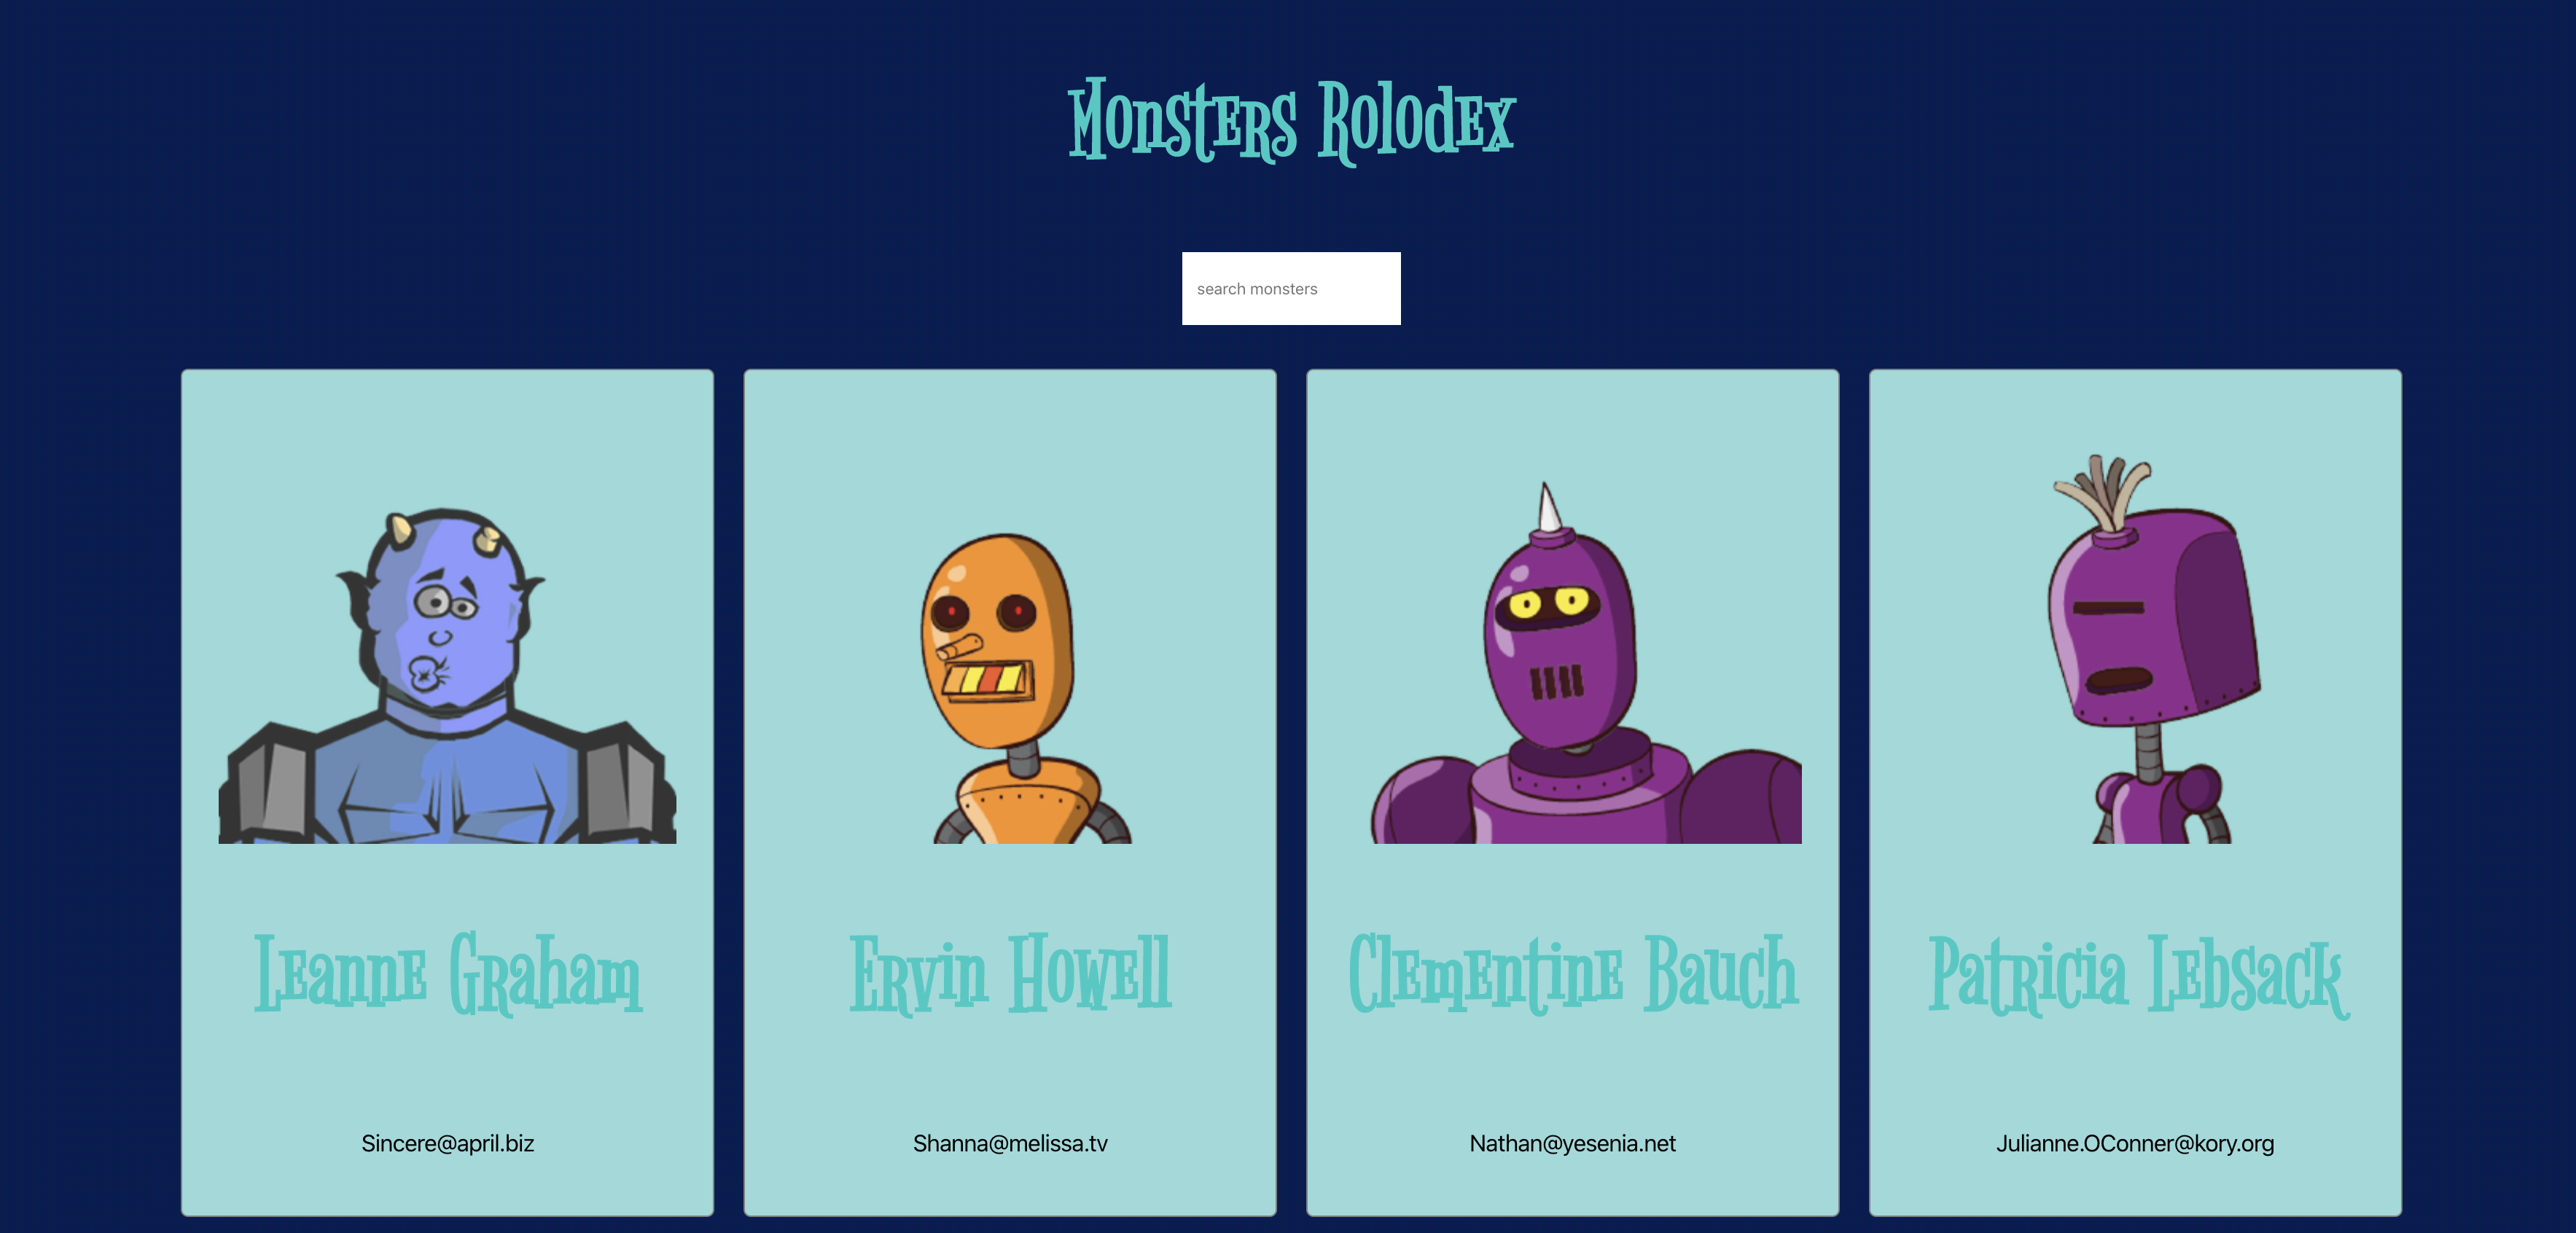 Monsters Rolodex
search monsters
Leanne Graham
Ervin Howell
Clementine Bauch
Patricia Lebsack
Sincere@april.biz
Shanna@melissa.tv
Nathan@yesenia.net
Julianne.OConner@kory.org